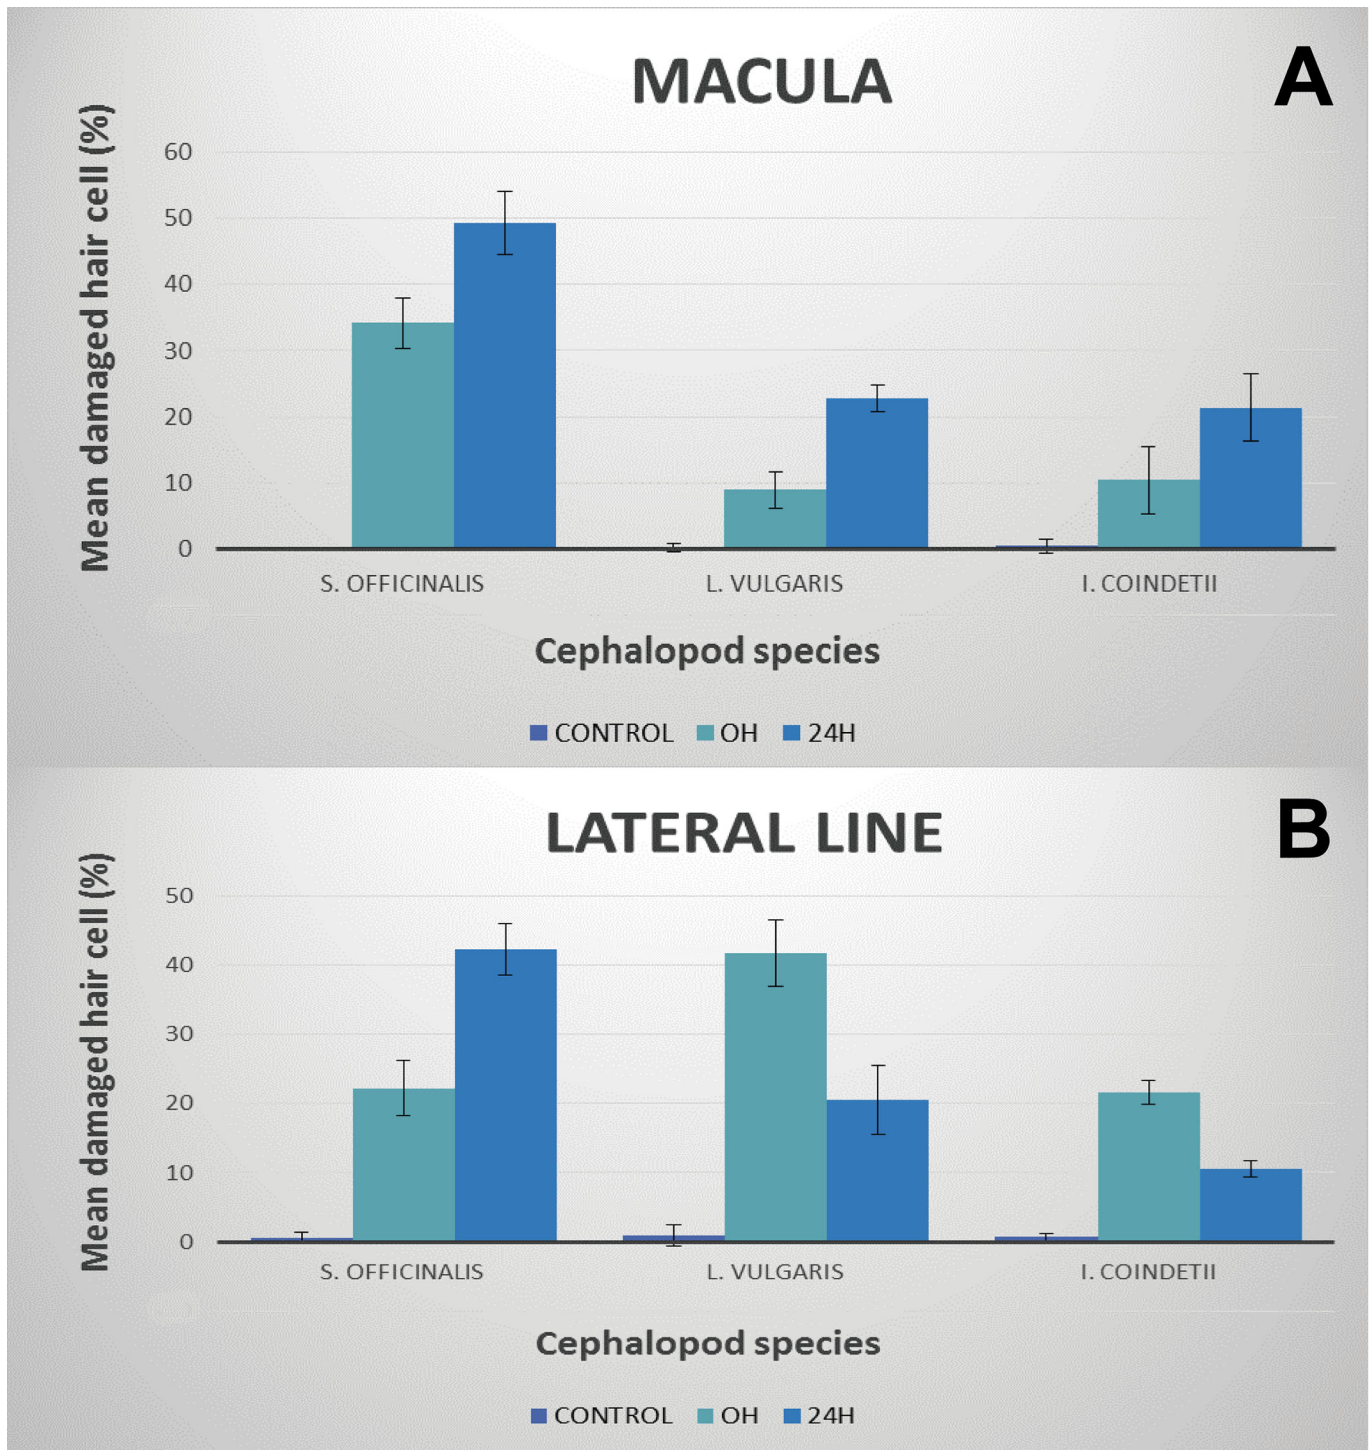 MACULA
A
Mean damaged hair cell (%)
60
50
40
30
20
10
0
S. OFFICINALIS L. VULGARIS I. COINDETII
Cephalopod species
CONTROL OH 24H
LATERAL LINE
B
Mean damaged hair cell (%)
50
40
30
20
10
0
S. OFFICINALIS L. VULGARIS I. COINDETII
Cephalopod species
CONTROL OH 24H